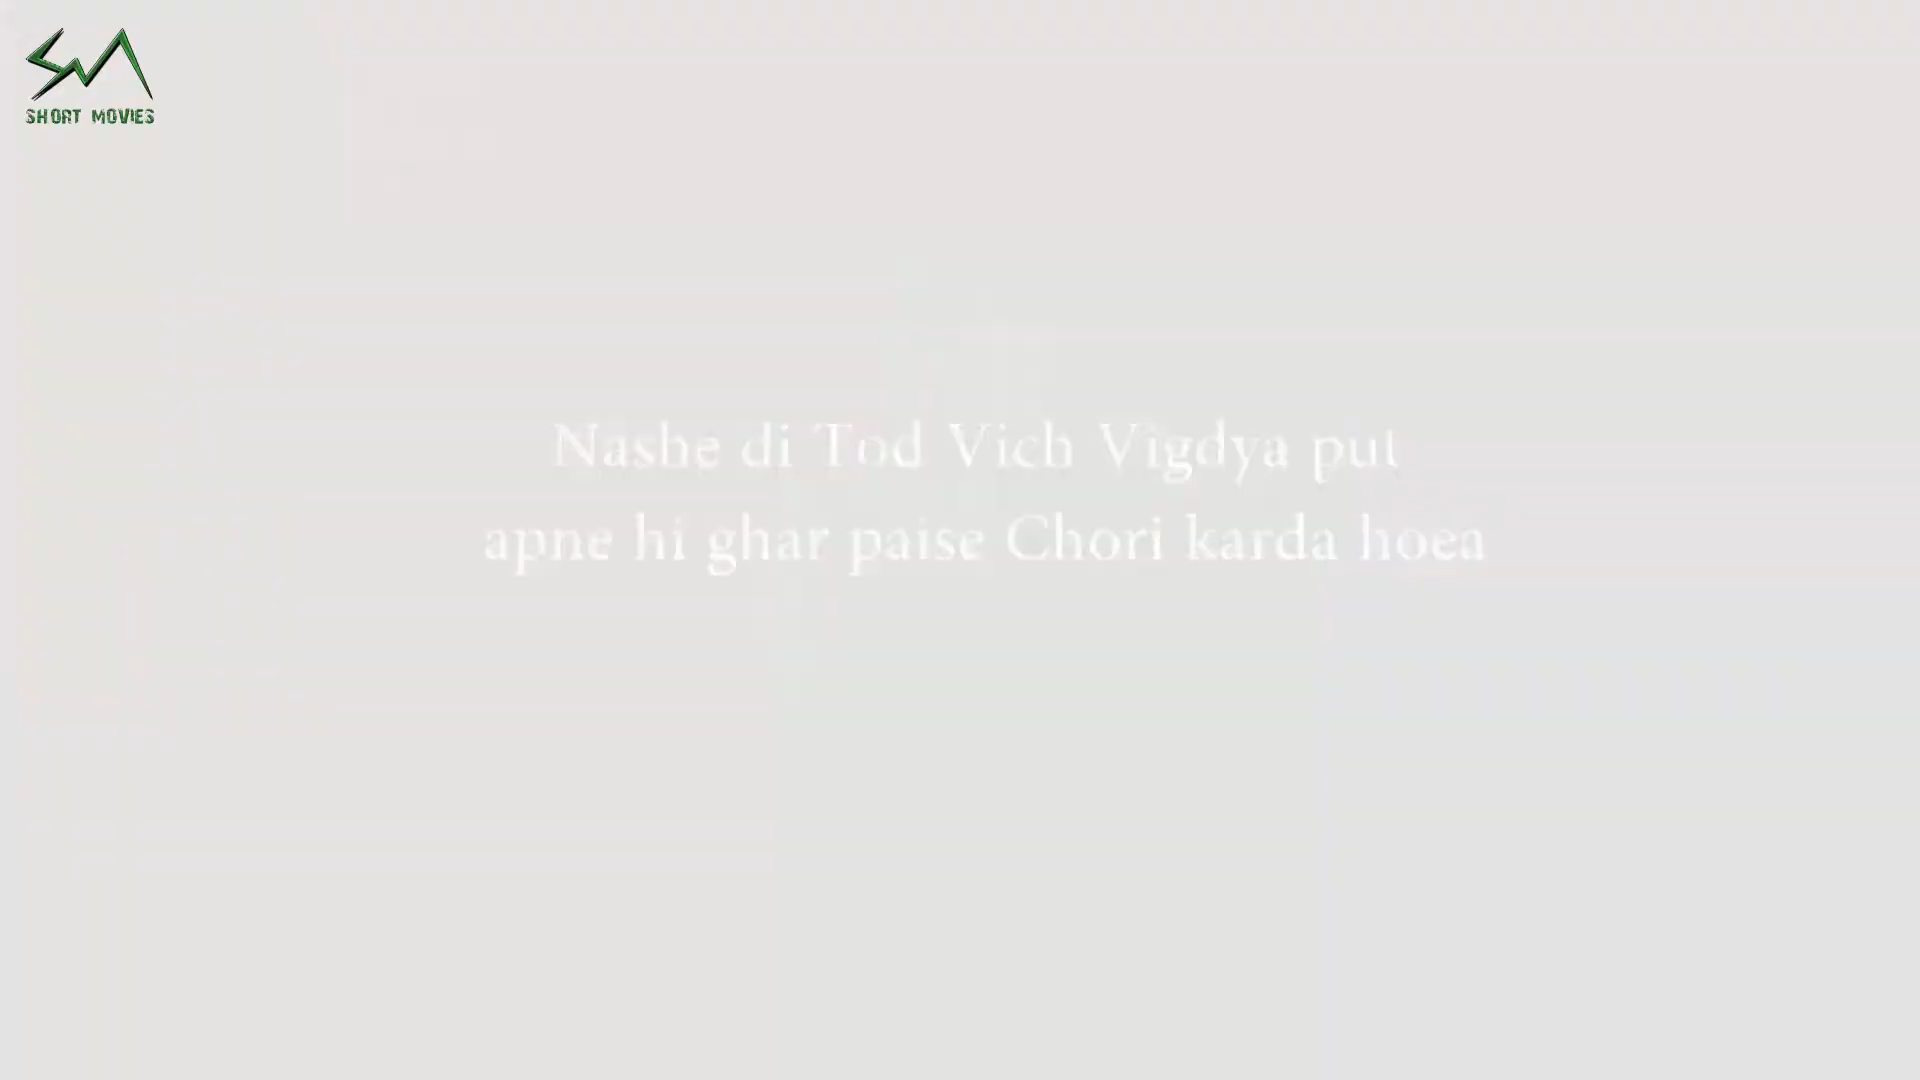 SHORT MOVIES
Nashe di Tod Vich Vigdya put
apne hi ghar paise Chori karda hoea